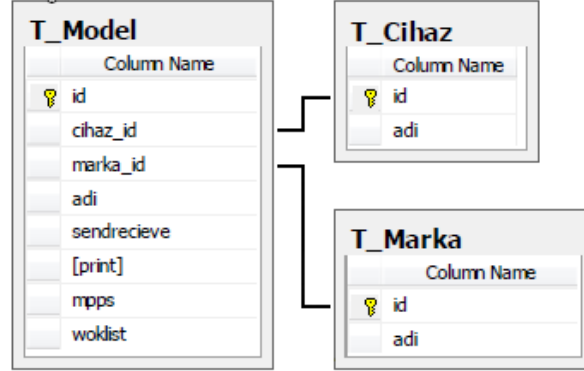 T_Model
Column Name
id
cihaz_id
marka_id
adi
sendrecieve
[print]
mpps
woklist
T_Cihaz
Column Name
id
adi
T_Marka
Column Name
id
adi